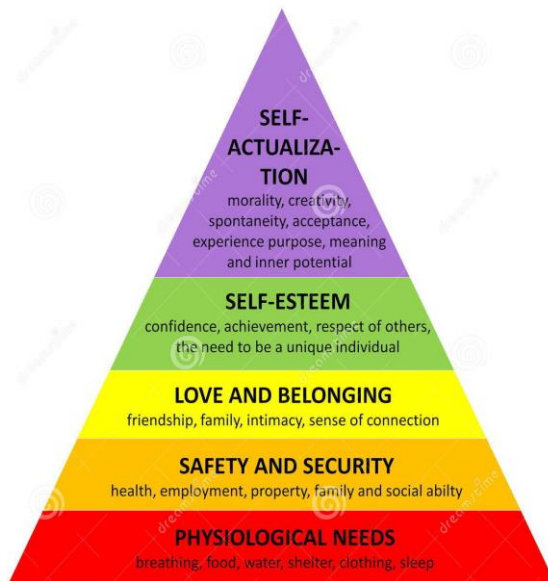 SELF-
ACTUALIZA-
TION
morality, creativity,
spontaneity, acceptance,
experience purpose, meaning
and inner potential
SELF-ESTEEM
confidence, achievement, respect of others,
the need to be a unique individual
LOVE AND BELONGING
friendship, family, intimacy, sense of connection
SAFETY AND SECURITY
health, employment, property, family and social abilty
PHYSIOLOGICAL NEEDS
breathing, food, water, shelter, clothing, sleep